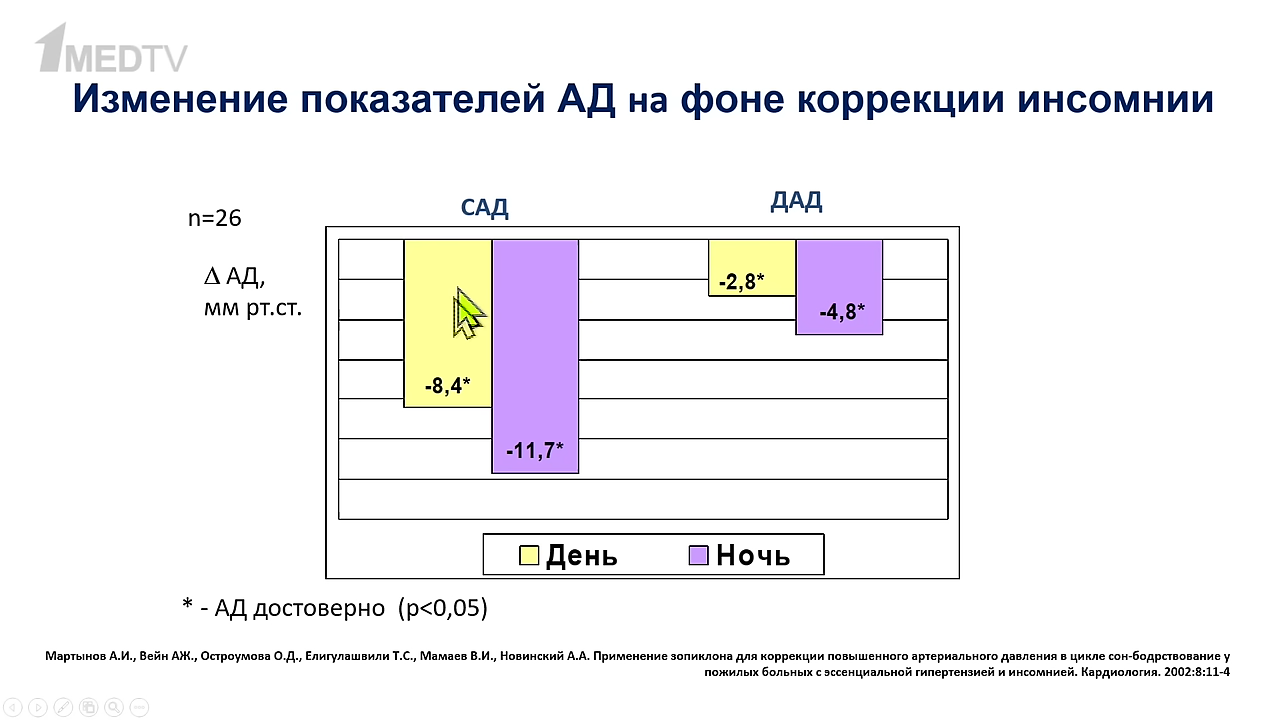 1MEDTV
Изменение показателей АД на фоне коррекции инсомнии
САД
ДАД
n=26
Δ АД,
мм рт.ст.
-2,8*
-4,8*
-8,4*
-11,7*
День
Ночь
* - АД достоверно (p<0,05)
Мартынов А.И., Вейн АЖ., Остроумова О.Д., Елигулашвили Т.С., Мамаев В.И., Новинский А.А. Применение зопиклона для коррекции повышенного артериального давления в цикле сон-бодрствование у
пожилых больных с эссенциальной гипертензией и инсомнией. Кардиология. 2002:8:11-4